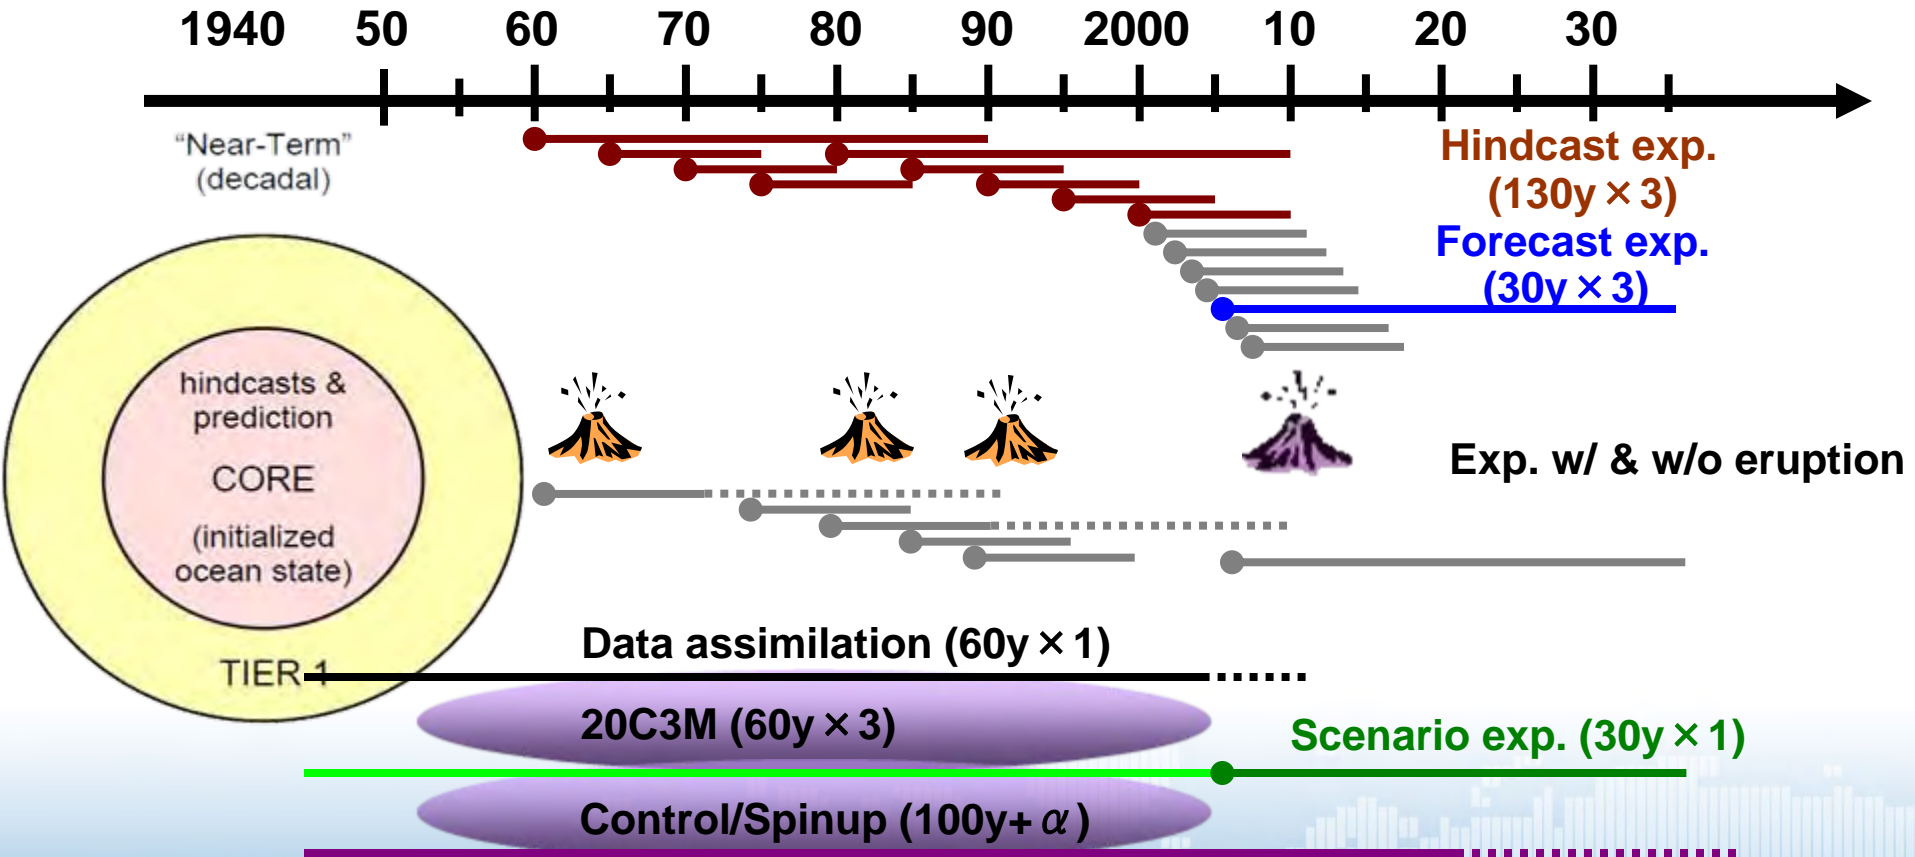 1940 50 60 70 80 90 2000 10 20 30
“Near-Term”
(decadal)
Hindcast exp.
(130y×3)
Forecast exp.
(30y×3)
hindcasts &
prediction
CORE
(initialized
ocean state)
TIER 1
Exp. w/ & w/o eruption
Data assimilation (60y×1)
20C3M (60y×3)
Scenario exp. (30y×1)
Control/Spinup (100y+α)